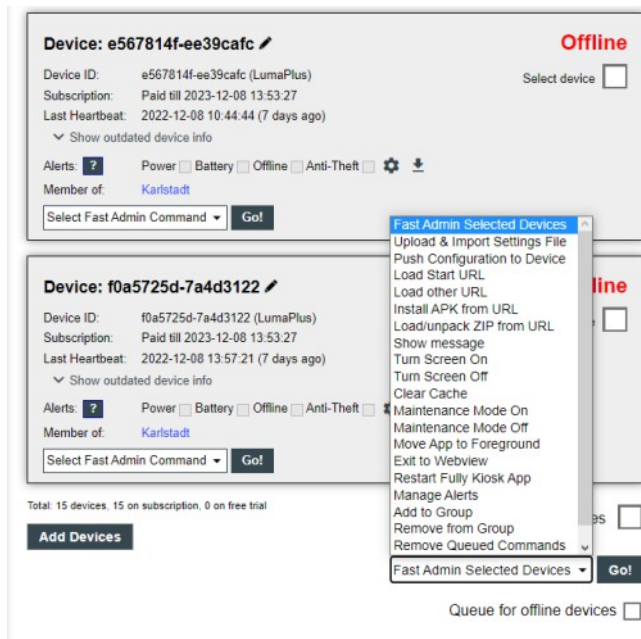 Device: e567814f-ee39cafc
Offline
Device ID: e567814f-ee39cafc (LumaPlus)
Select device
Subscription: Paid till 2023-12-08 13:53:27
Last Heartbeat: 2022-12-08 10:44:44 (7 days ago)
Show outdated device info
Alerts: ? Power Battery Offline Anti-Theft
Member of: Karlstadt
Select Fast Admin Command Go!
Device: f0a5725d-7a4d3122
line
Device ID: f0a5725d-7a4d3122 (LumaPlus)
Subscription: Paid till 2023-12-08 13:53:27
Last Heartbeat: 2022-12-08 13:57:21 (7 days ago)
Show outdated device info
Alerts: ? Power Battery Offline Anti-Theft
Member of: Karlstadt
Select Fast Admin Command Go!
Fast Admin Selected Devices
Upload & Import Settings File
Push Configuration to Device
Load Start URL
Load other URL
Install APK from URL
Load/unpack ZIP from URL
Show message
Turn Screen On
Turn Screen Off
Clear Cache
Maintenance Mode On
Maintenance Mode Off
Move App to Foreground
Exit to Webview
Restart Fully Kiosk App
Manage Alerts
Add to Group
Remove from Group
Remove Queued Commands
Total: 15 devices, 15 on subscription, 0 on free trial
es
Add Devices
Fast Admin Selected Devices Go!
Queue for offline devices